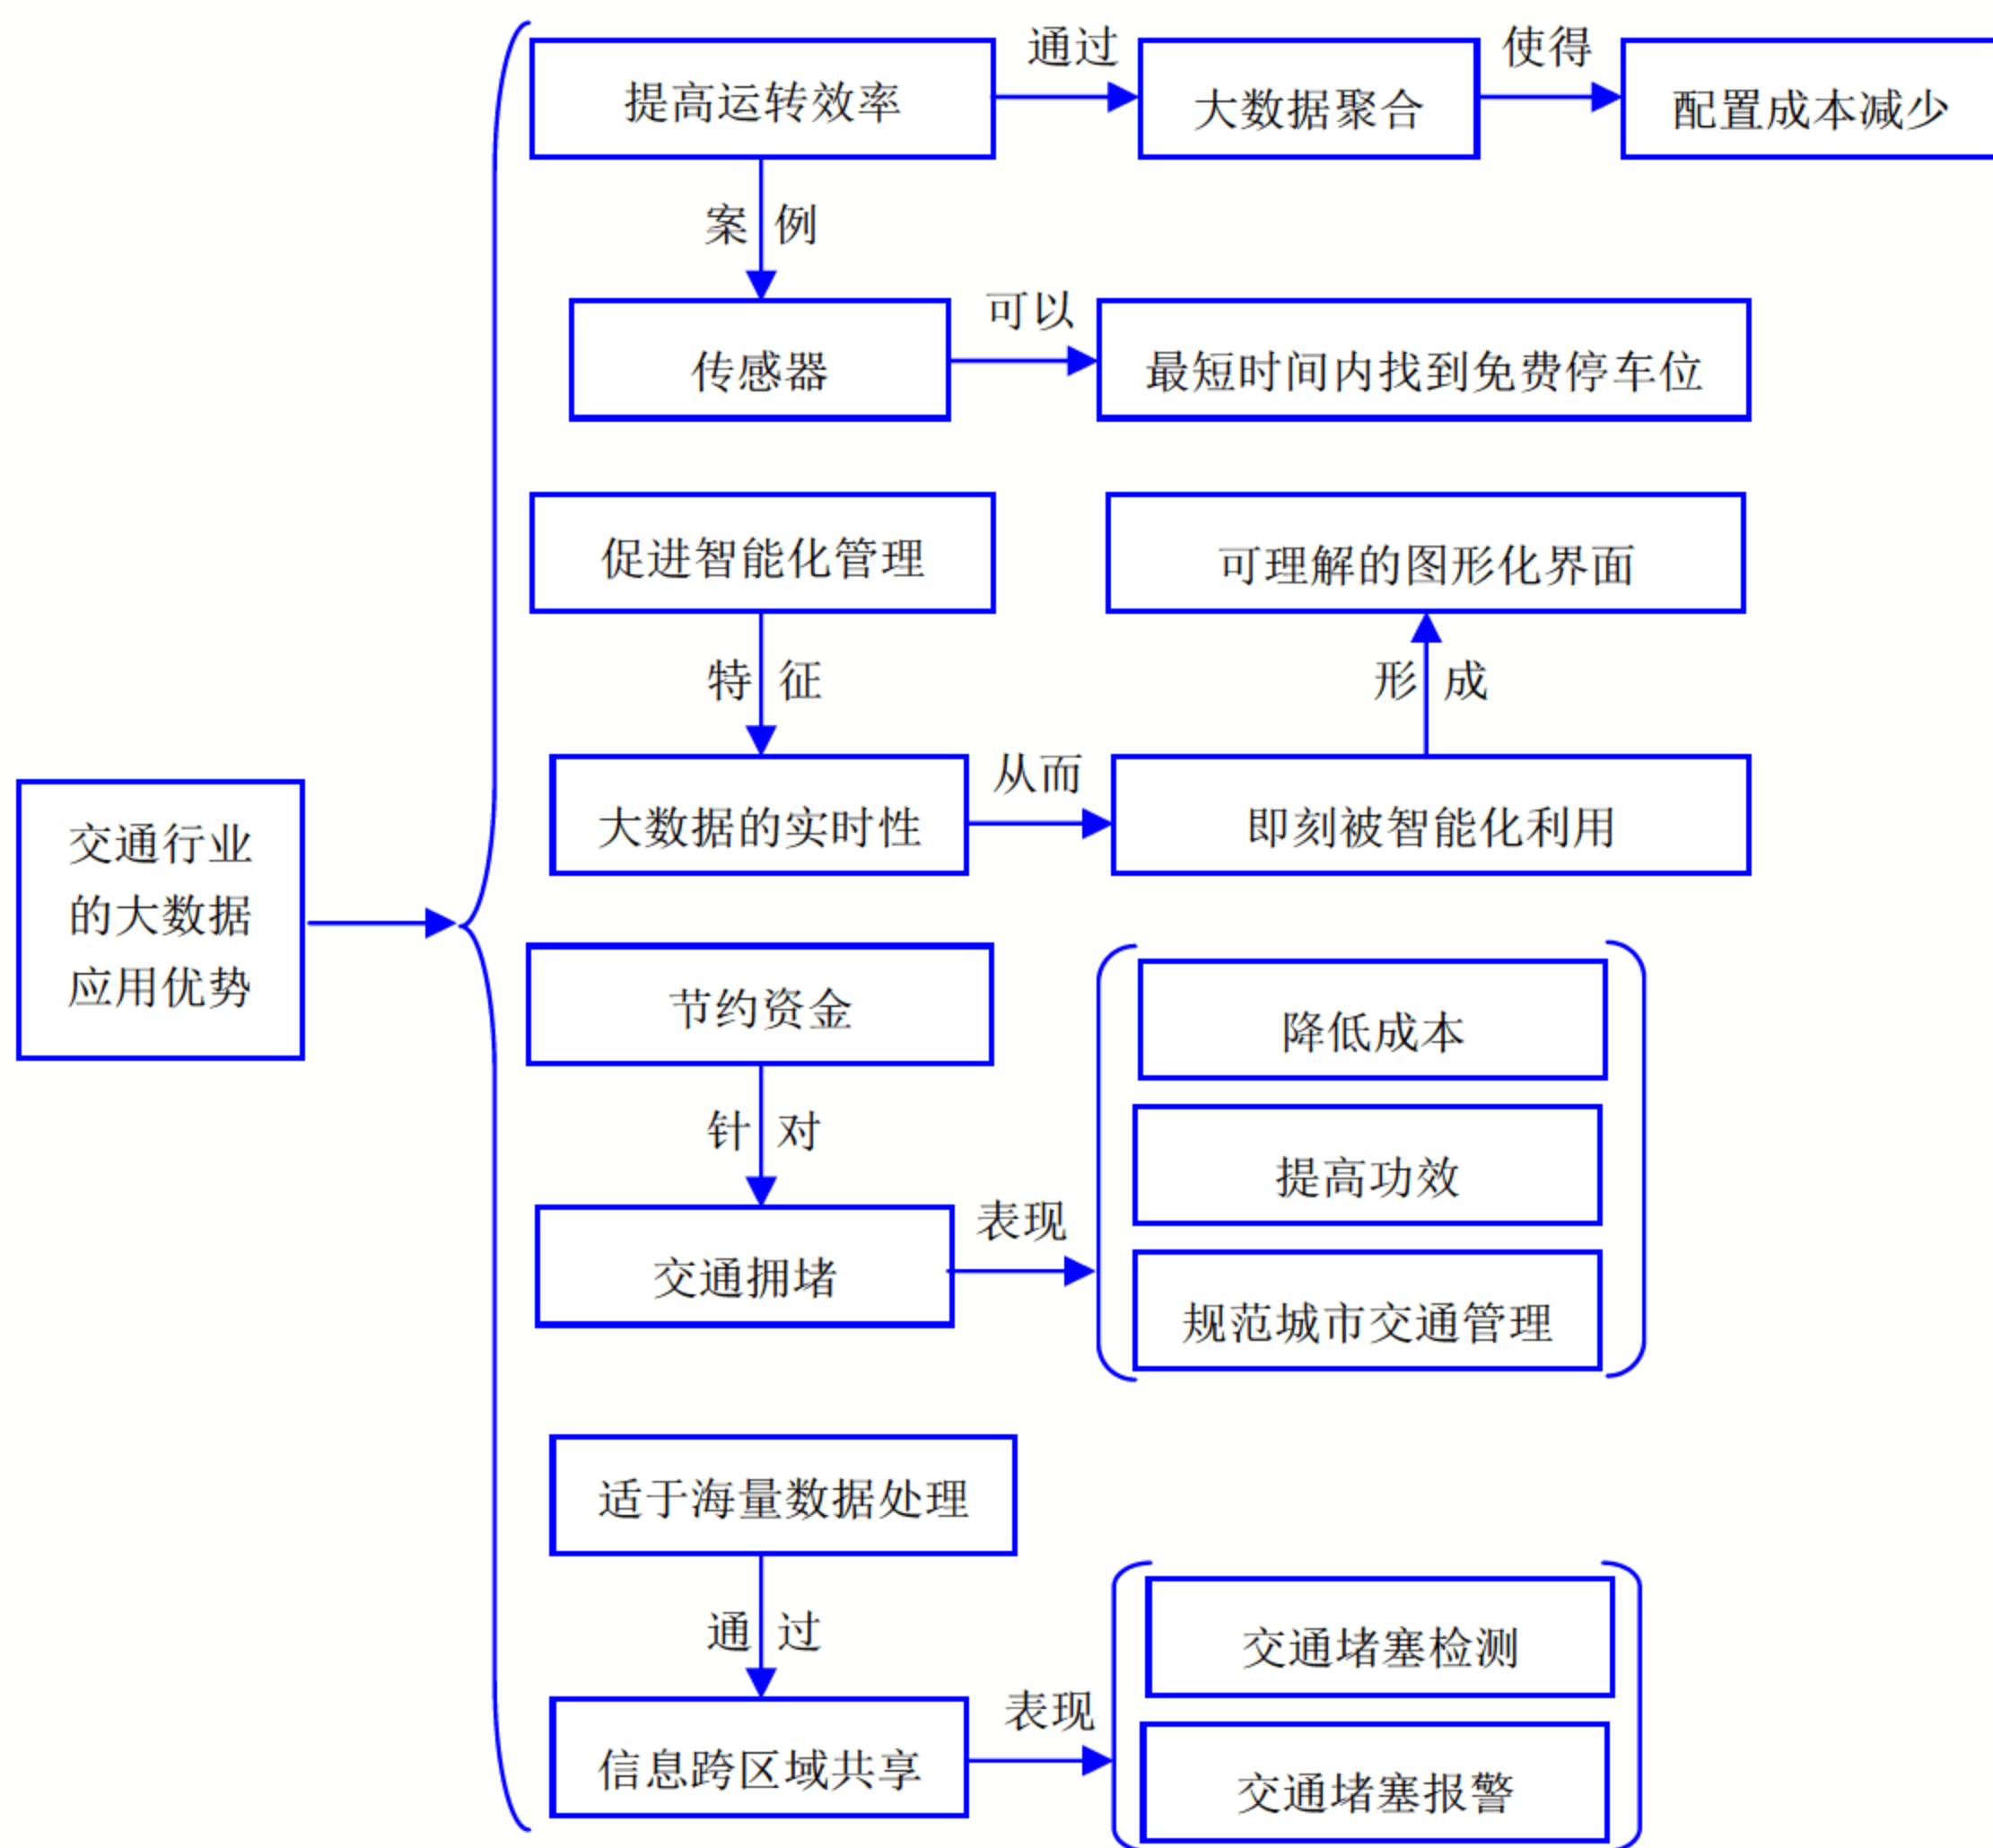 提高运转效率
通过
大数据聚合
使得
配置成本减少
案例
传感器
可以
最短时间内找到免费停车位
促进智能化管理
可理解的图形化界面
特征
形成
大数据的实时性
从而
即刻被智能化利用
交通行业
的大数据
应用优势
节约资金
针对
交通拥堵
表现
降低成本
提高功效
规范城市交通管理
适于海量数据处理
通过
信息跨区域共享
表现
交通堵塞检测
交通堵塞报警